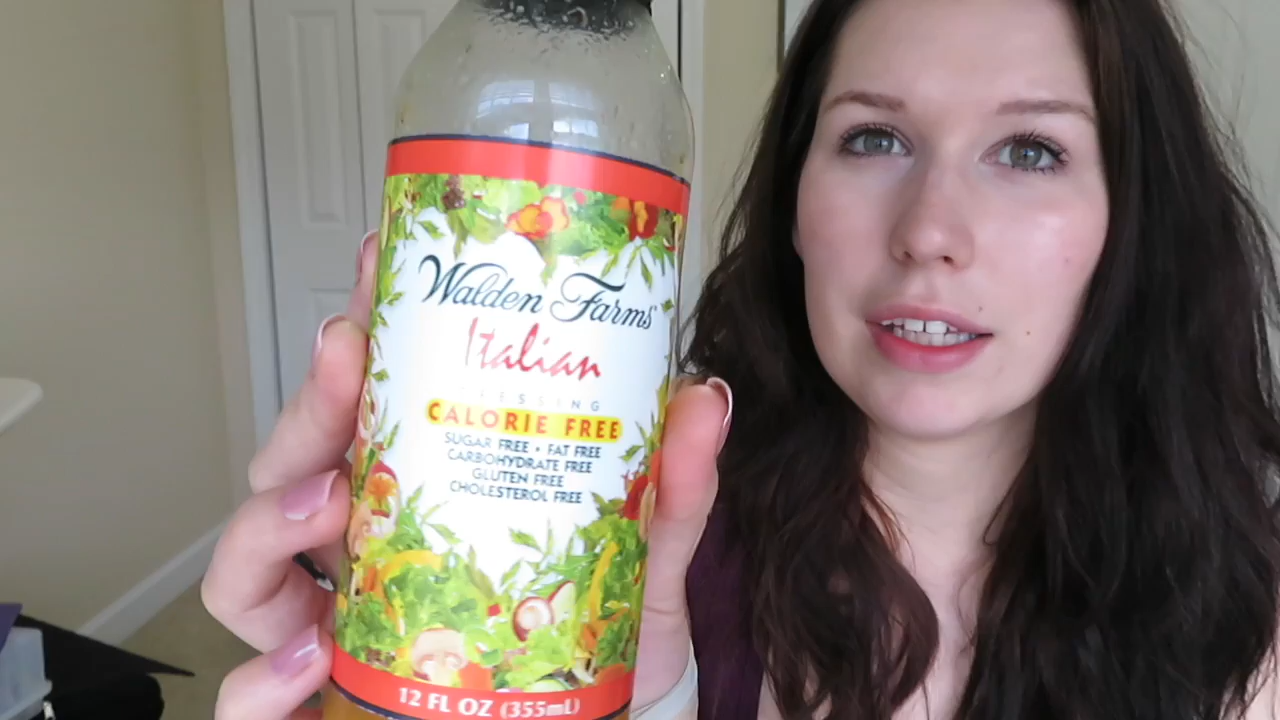 Walden Farms
Italian
DRESSING
CALORIE FREE
SUGAR FREE • FAT FREE
CARBOHYDRATE FREE
GLUTEN FREE
CHOLESTEROL FREE
12 FL OZ (355mL)